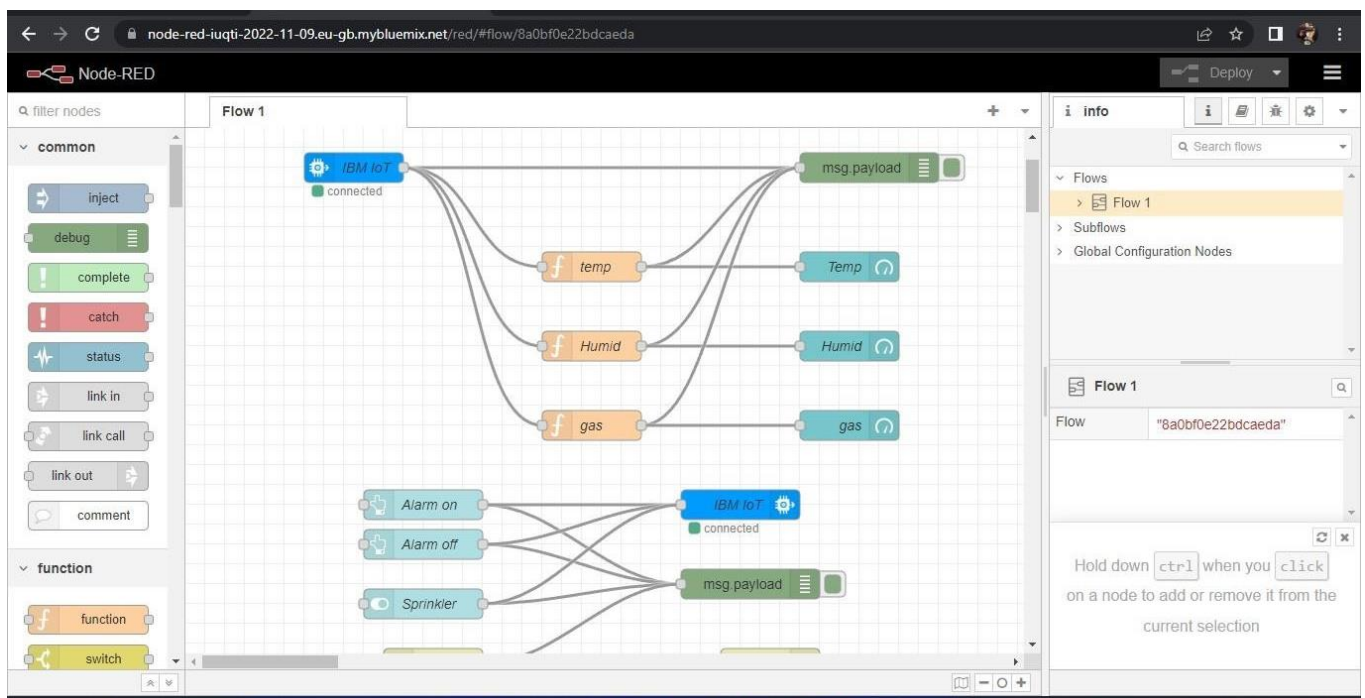 node-red-iuqti-2022-11-09.eu-gb.mybluemix.net/red/#flow/8a0bf0e22bdcaeda
Node-RED
Deploy
filter nodes
common
inject
debug
complete
catch
status
link in
link call
link out
comment
function
function
switch
Flow 1
IBM IoT
connected
msg.payload
temp
Temp
Humid
Humid
gas
gas
Alarm on
Alarm off
Sprinkler
IBM IoT
connected
msg.payload
i info
i
Search flows
Flows
Flow 1
Subflows
Global Configuration Nodes
Flow 1
Flow "8a0bf0e22bdcaeda"
Hold down ctrl when you click
on a node to add or remove it from the
current selection